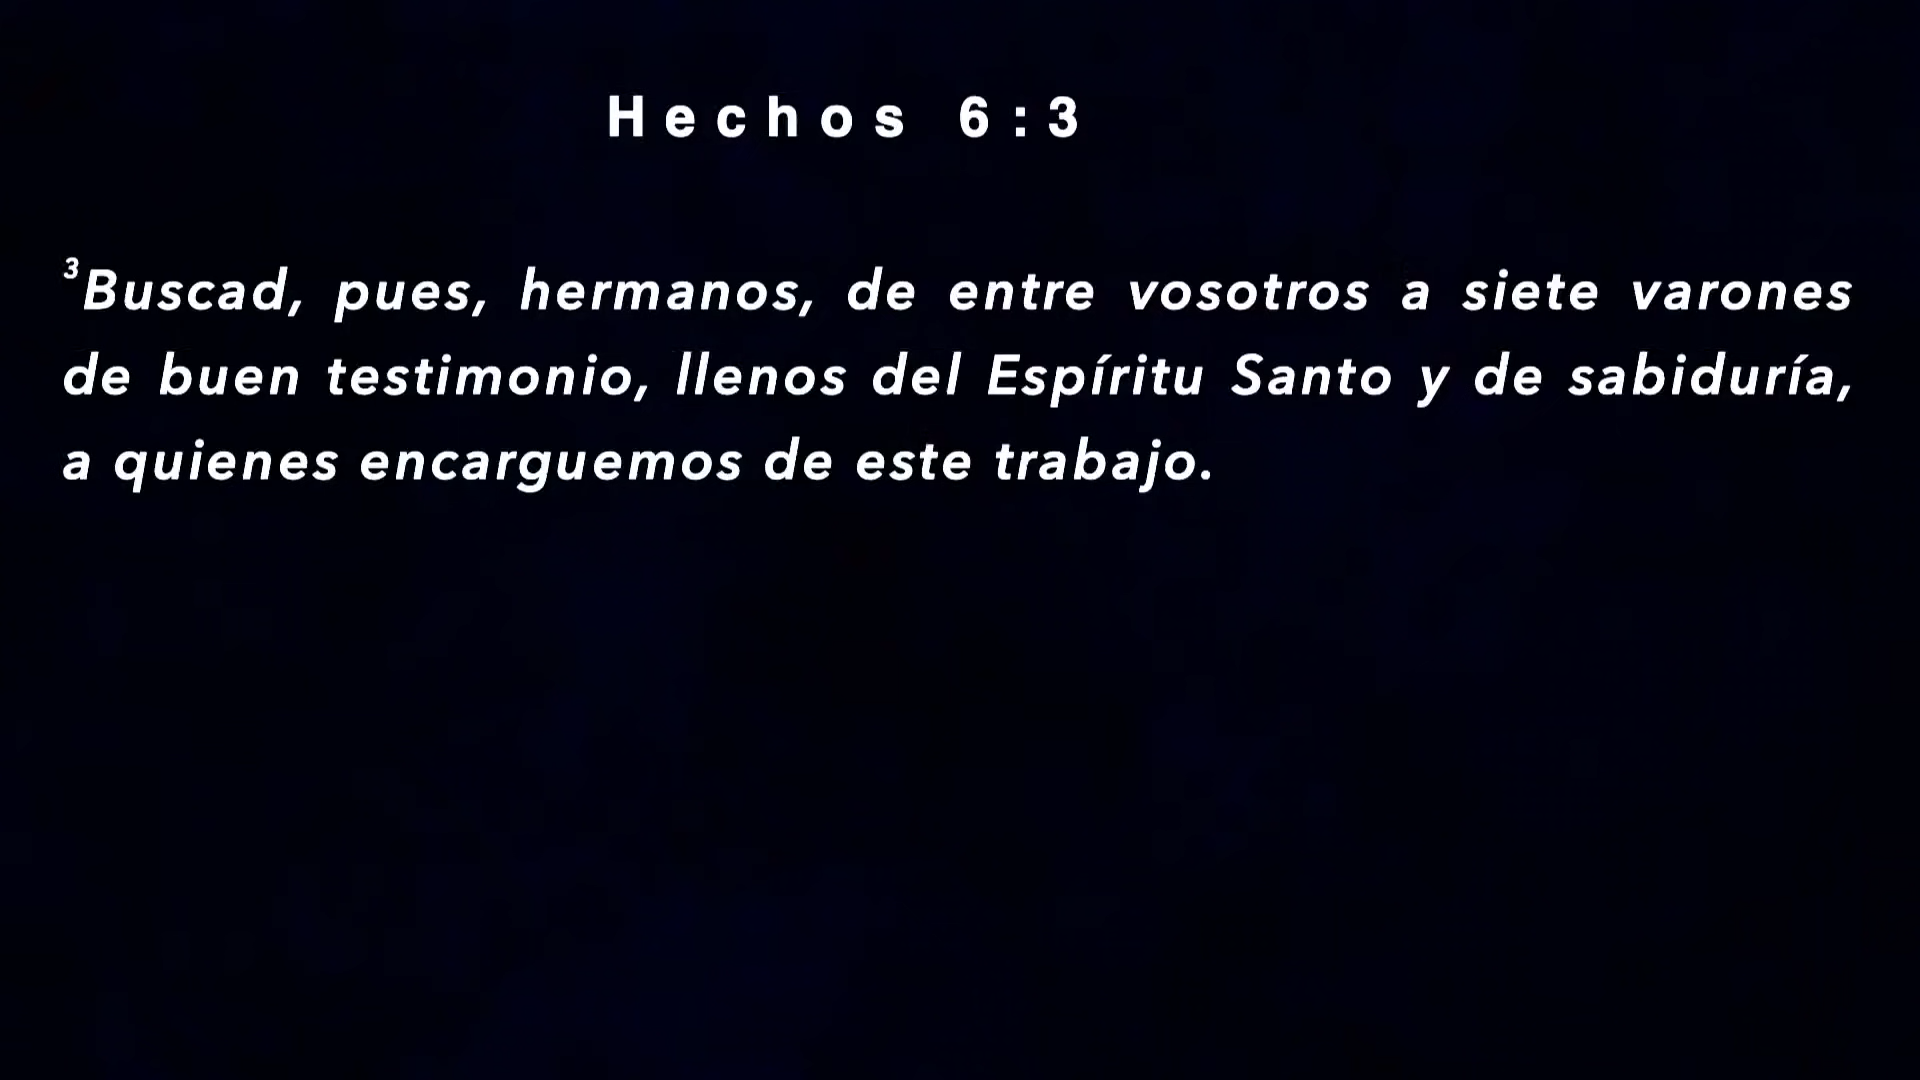 Hechos 6:3
³Buscad, pues, hermanos, de entre vosotros a siete varones
de buen testimonio, llenos del Espíritu Santo y de sabiduría,
a quienes encarguemos de este trabajo.